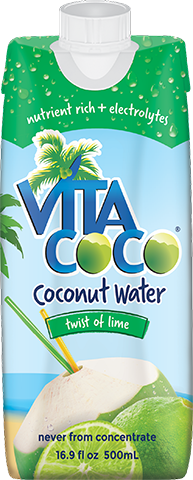 nutrient rich + electrolytes
VITA
COCO®
Coconut Water
twist of lime
never from concentrate
16.9 fl oz 500mL